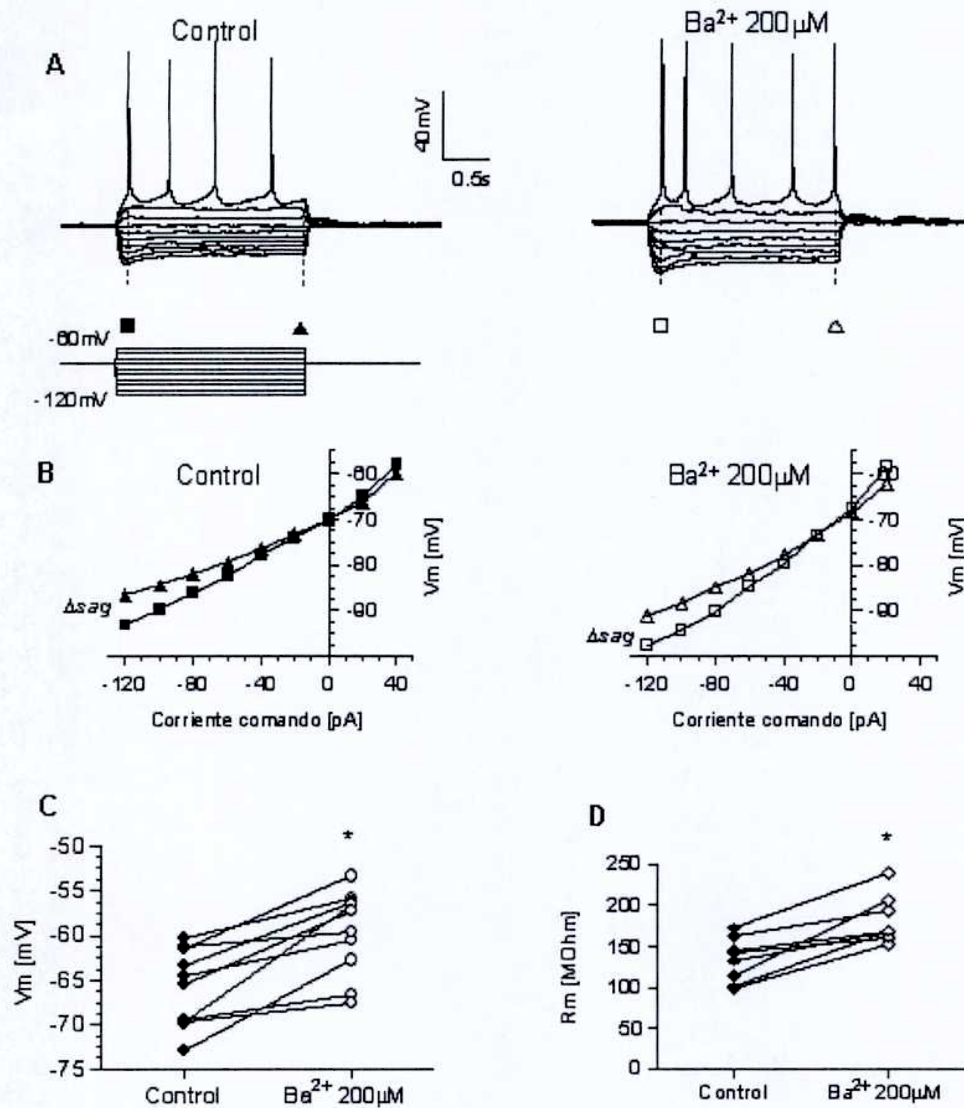 Control
Ba²⁺ 200µM
A
40mV
0.5s
-60mV
-120mV
B
Control
Ba²⁺ 200µM
-60
-70
-80
-90
Vm [mV]
Δsag
-120 -80 -40 0 40
Corriente comando [pA]
-60
-70
-80
-90
Vm [mV]
Δsag
-120 -80 -40 0 40
Corriente comando [pA]
C
*
-50
-55
-60
-65
-70
-75
Vm [mV]
Control Ba²⁺ 200µM
D
*
250
200
150
100
50
0
Rm [MOhm]
Control Ba²⁺ 200µM